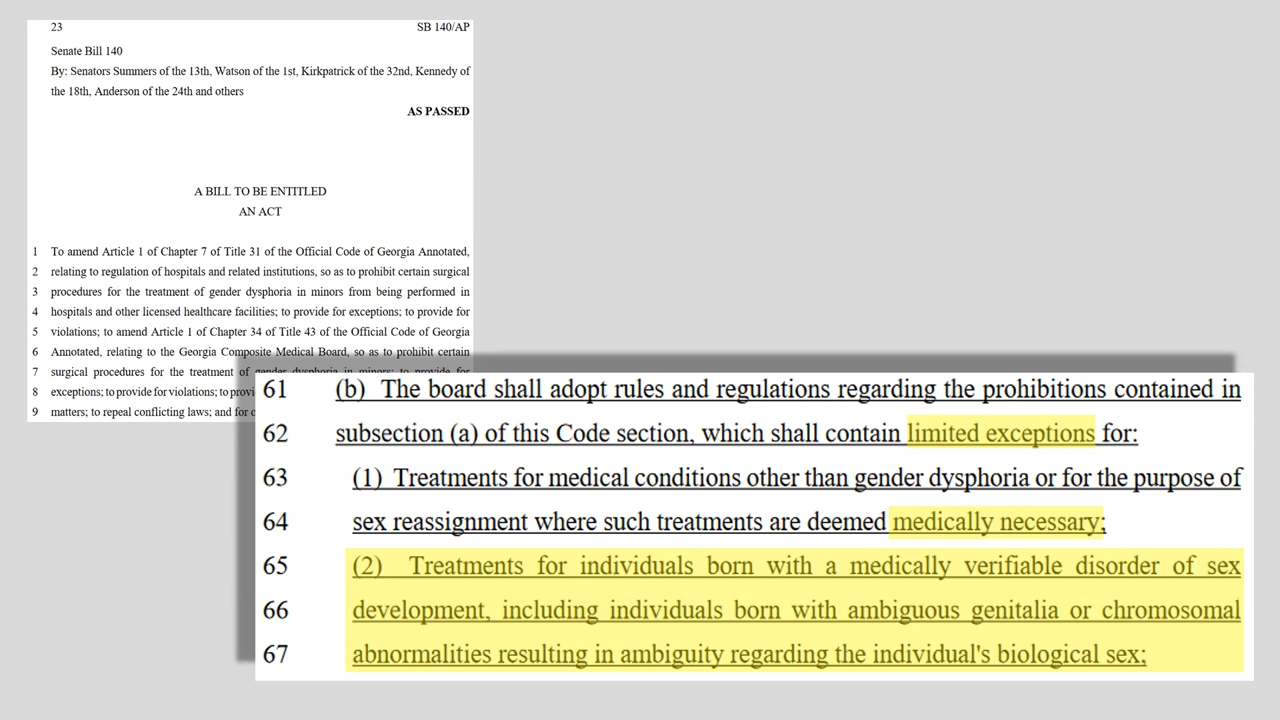 23 SB 140/AP
Senate Bill 140
By: Senators Summers of the 13th, Watson of the 1st, Kirkpatrick of the 32nd, Kennedy of
the 18th, Anderson of the 24th and others
AS PASSED
A BILL TO BE ENTITLED
AN ACT
1 To amend Article 1 of Chapter 7 of Title 31 of the Official Code of Georgia Annotated,
2 relating to regulation of hospitals and related institutions, so as to prohibit certain surgical
3 procedures for the treatment of gender dysphoria in minors from being performed in
4 hospitals and other licensed healthcare facilities; to provide for exceptions; to provide for
5 violations; to amend Article 1 of Chapter 34 of Title 43 of the Official Code of Georgia
6 Annotated, relating to the Georgia Composite Medical Board, so as to prohibit certain
7 surgical procedures for the treatment of gender dysphoria in minors; to provide for
8 exceptions; to provide for violations; to
9 matters; to repeal conflicting laws; and for
61 (b) The board shall adopt rules and regulations regarding the prohibitions contained in
62 subsection (a) of this Code section, which shall contain limited exceptions for:
63 (1) Treatments for medical conditions other than gender dysphoria or for the purpose of
64 sex reassignment where such treatments are deemed medically necessary;
65 (2) Treatments for individuals born with a medically verifiable disorder of sex
66 development, including individuals born with ambiguous genitalia or chromosomal
67 abnormalities resulting in ambiguity regarding the individual's biological sex;